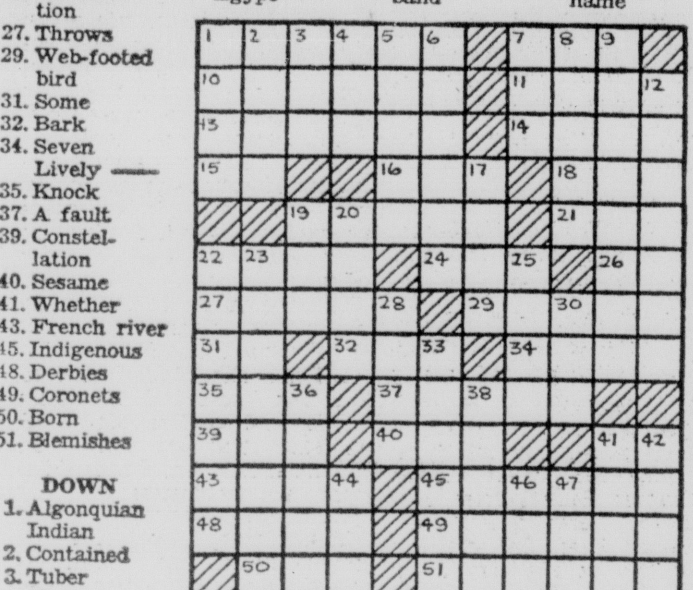 name
tion
27. Throws
29. Web-footed
bird
31. Some
32. Bark
34. Seven
Lively —
35. Knock
37. A fault
39. Constel-
lation
40. Sesame
41. Whether
43. French river
45. Indigenous
48. Derbies
49. Coronets
50. Born
51. Blemishes
DOWN
1. Algonquian
Indian
2. Contained
3. Tuber
1 2 3 4 5 6 7 8 9
10 11 12
13 14
15 16 17 18
19 20 21
22 23 24 25 26
27 28 29 30
31 32 33 34
35 36 37 38
39 40 41 42
43 44 45 46 47
48 49
50 51